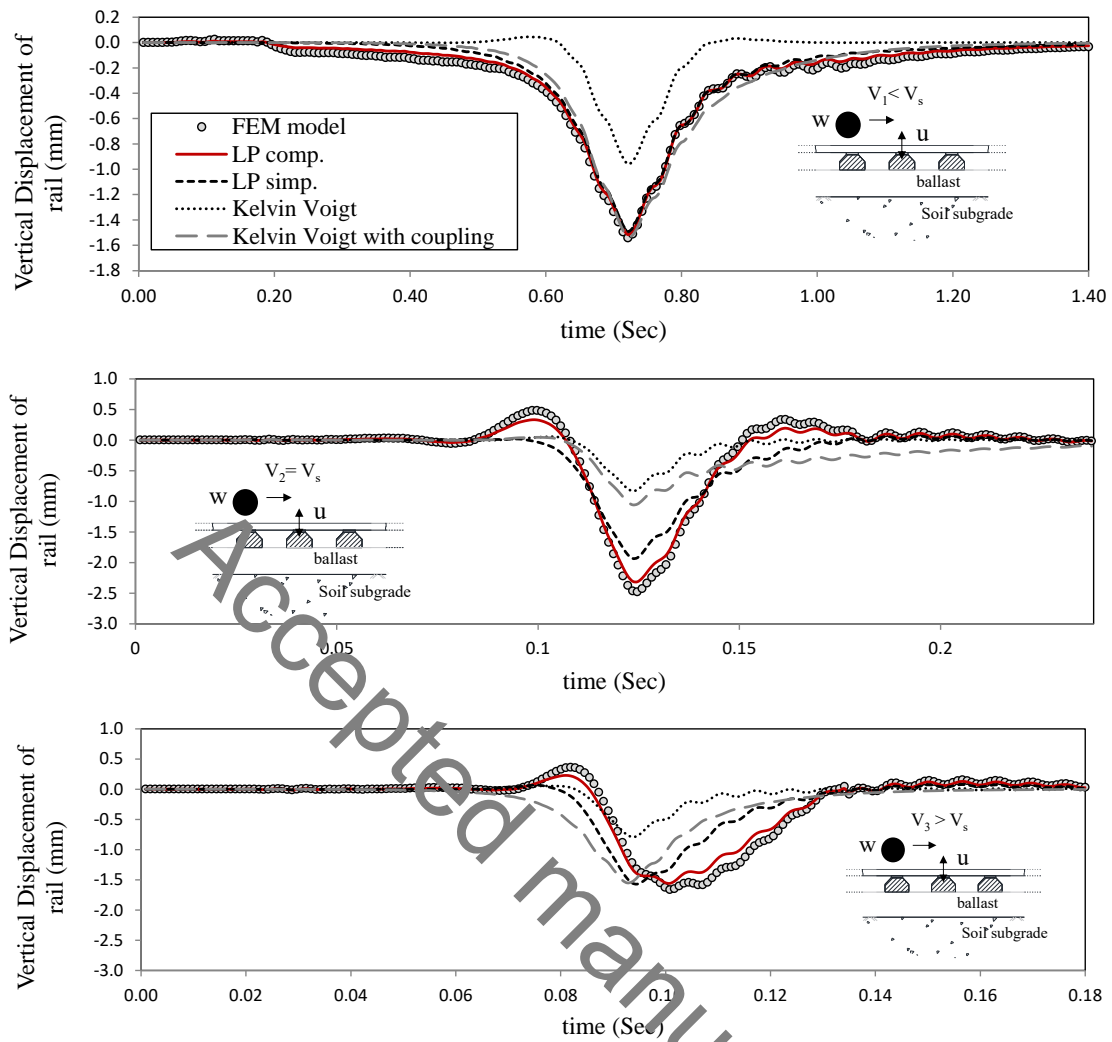 Vertical Displacement of
rail (mm)
0.2
0.0
-0.2
-0.4
-0.6
-0.8
-1.0
-1.2
-1.4
-1.6
-1.8
FEM model
LP comp.
LP simp.
Kelvin Voigt
Kelvin Voigt with coupling
V1< Vs
w
u
ballast
Soil subgrade
0.00 0.20 0.40 0.60 0.80 1.00 1.20 1.40
time (Sec)
Vertical Displacement of
rail (mm)
1.0
0.5
0.0
-0.5
-1.0
-1.5
-2.0
-2.5
-3.0
V2= Vs
w
u
ballast
Soil subgrade
0 0.05 0.1 0.15 0.2
time (Sec)
Vertical Displacement of
rail (mm)
1.0
0.5
0.0
-0.5
-1.0
-1.5
-2.0
-2.5
-3.0
V3 > Vs
w
u
ballast
Soil subgrade
0.00 0.02 0.04 0.06 0.08 0.10 0.12 0.14 0.16 0.18
time (Sec)
Accepted manu